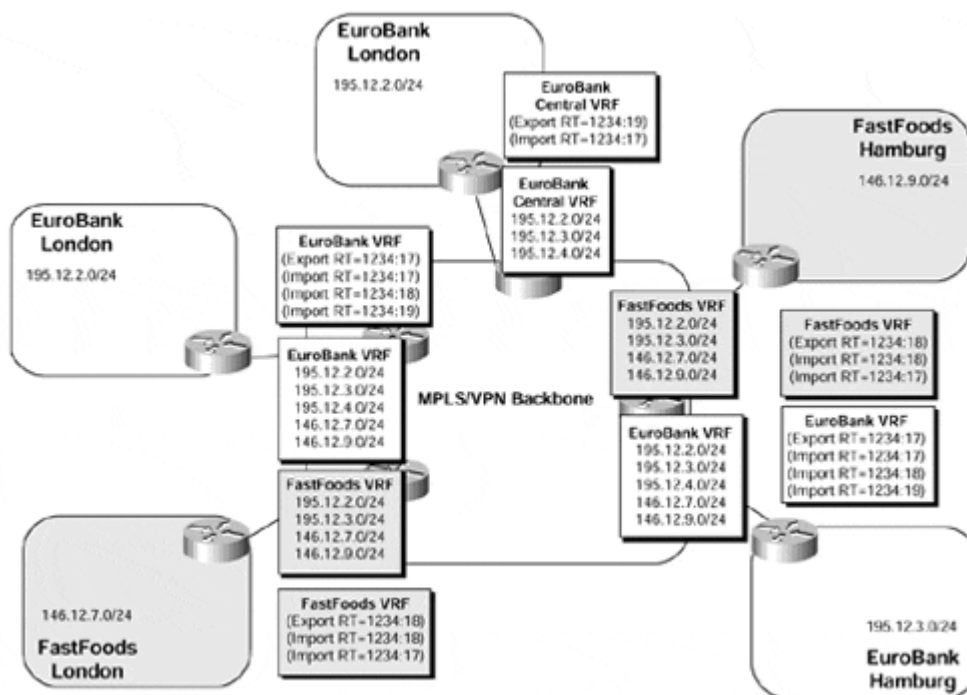 EuroBank
London
195.12.2.0/24
EuroBank
Central VRF
(Export RT=1234:19)
(Import RT=1234:17)
EuroBank
Central VRF
195.12.2.0/24
195.12.3.0/24
195.12.4.0/24
FastFoods
Hamburg
146.12.9.0/24
EuroBank
London
195.12.2.0/24
EuroBank VRF
(Export RT=1234:17)
(Import RT=1234:17)
(Import RT=1234:18)
(Import RT=1234:19)
EuroBank VRF
195.12.2.0/24
195.12.3.0/24
195.12.4.0/24
146.12.7.0/24
146.12.9.0/24
MPLS/VPN Backbone
FastFoods VRF
195.12.2.0/24
195.12.3.0/24
146.12.7.0/24
146.12.9.0/24
FastFoods VRF
(Export RT=1234:18)
(Import RT=1234:18)
(Import RT=1234:17)
EuroBank VRF
195.12.2.0/24
195.12.3.0/24
195.12.4.0/24
146.12.7.0/24
146.12.9.0/24
EuroBank VRF
(Export RT=1234:17)
(Import RT=1234:17)
(Import RT=1234:18)
(Import RT=1234:19)
FastFoods VRF
195.12.2.0/24
195.12.3.0/24
146.12.7.0/24
146.12.9.0/24
146.12.7.0/24
FastFoods
London
FastFoods VRF
(Export RT=1234:18)
(Import RT=1234:18)
(Import RT=1234:17)
195.12.3.0/24
EuroBank
Hamburg